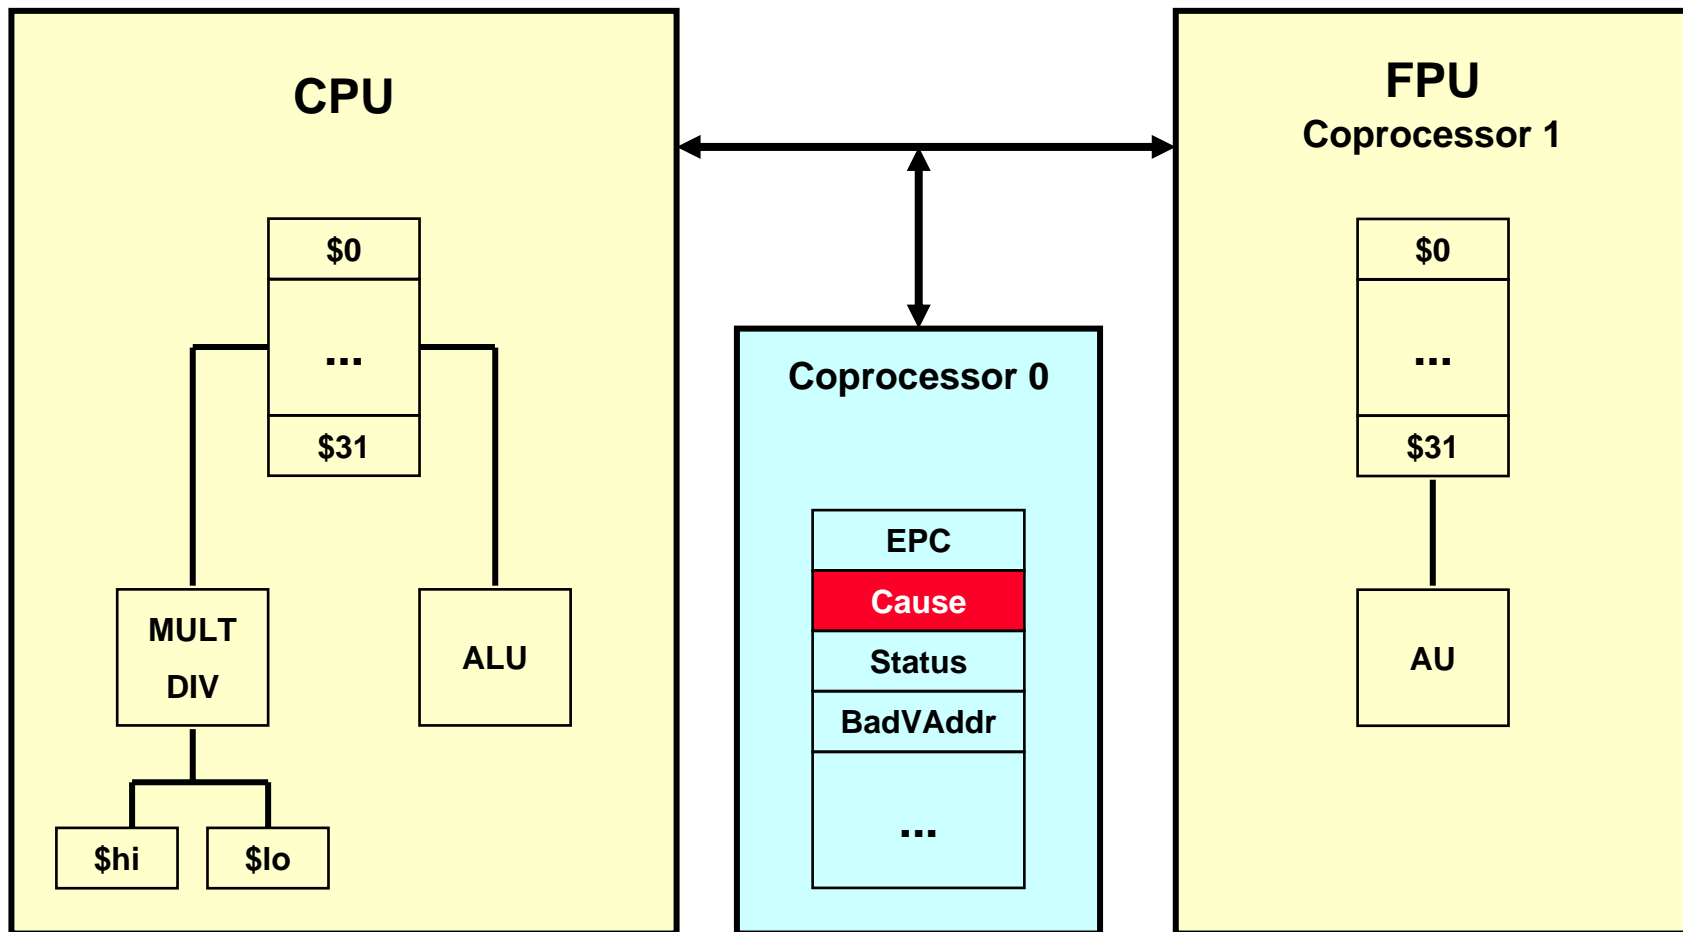 CPU
$0
...
$31
MULT
DIV
ALU
$hi
$lo
Coprocessor 0
EPC
Cause
Status
BadVAddr
...
FPU
Coprocessor 1
$0
...
$31
AU